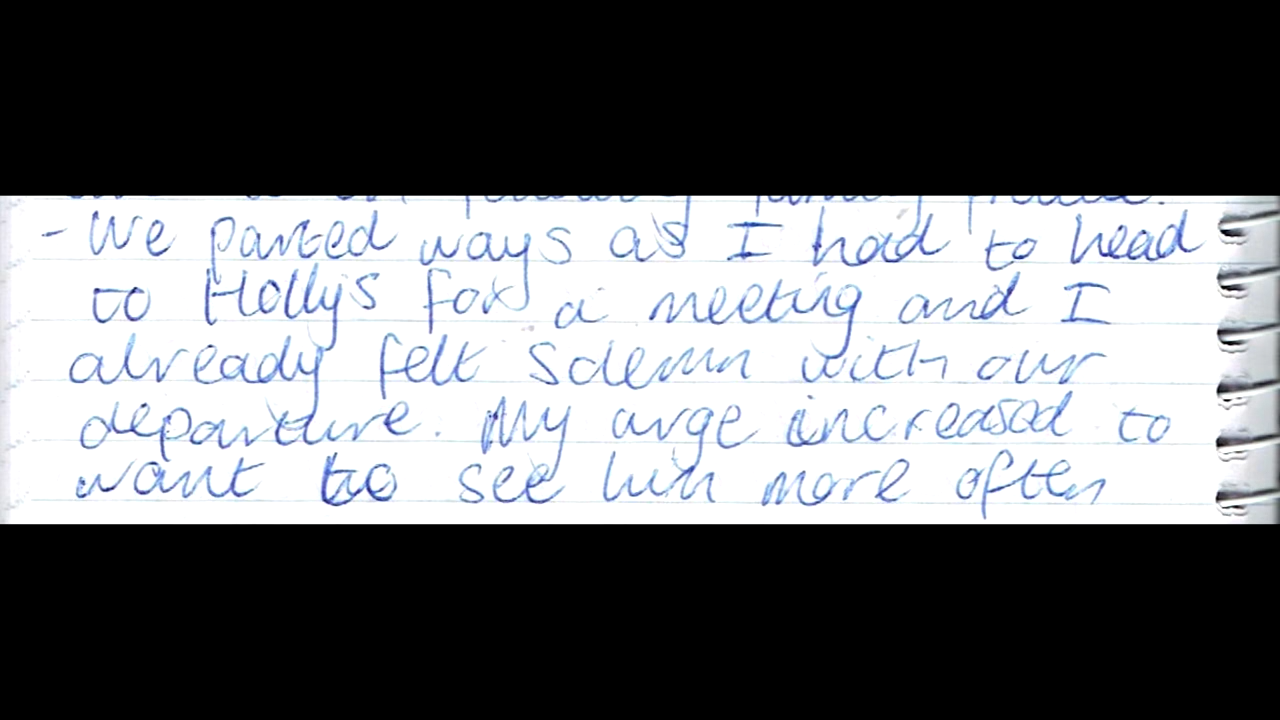 - We parted ways as I had to head
to Holly's for a meeting and I
already felt solemn with our
departure. My urge increased to
want to see him more often